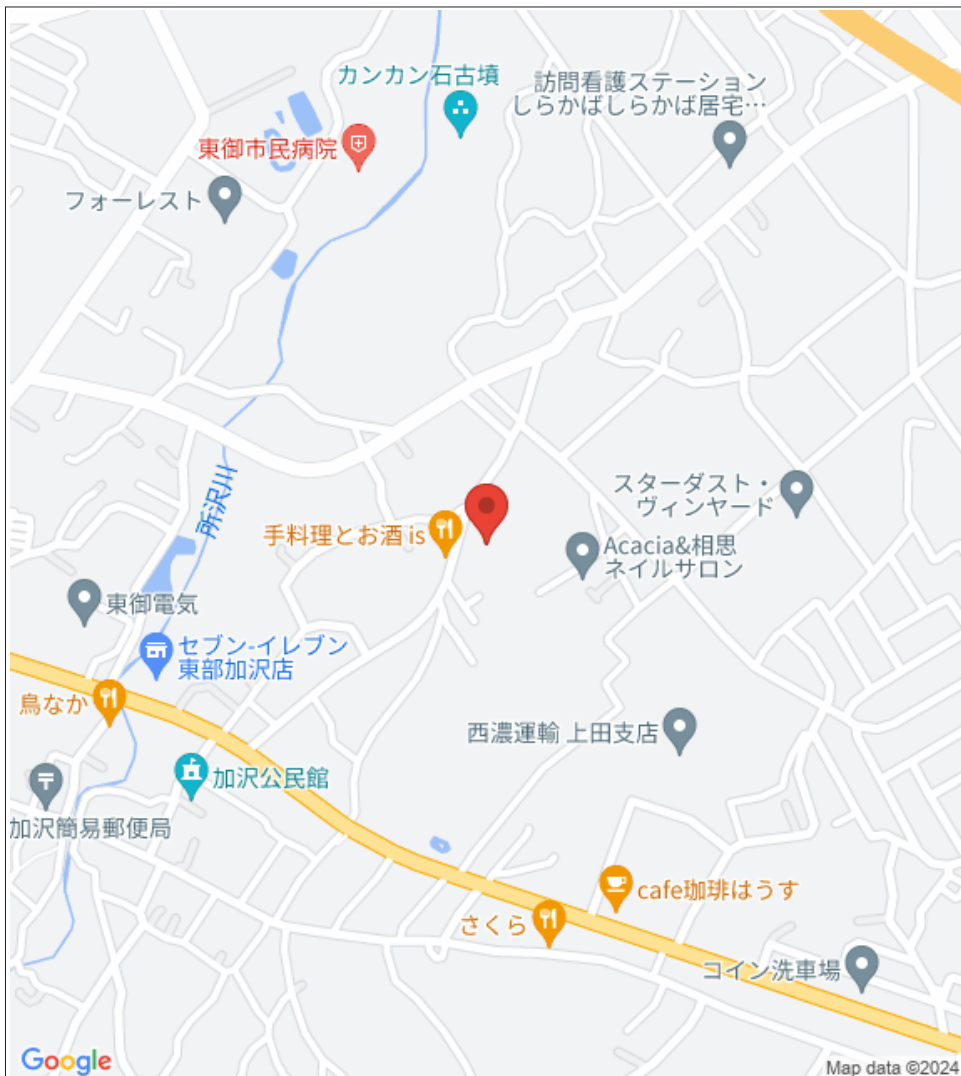 カンカン石古墳
訪問看護ステーション
しらかばしらかば居宅…
東御市民病院
フォーレスト
所沢川
スターダスト・
ヴィンヤード
手料理とお酒 is
Acacia&相思
ネイルサロン
東御電気
セブン-イレブン
東部加沢店
鳥なか
西濃運輸 上田支店
加沢公民館
加沢簡易郵便局
cafe珈琲はうす
さくら
コイン洗車場
Google
Map data ©2024